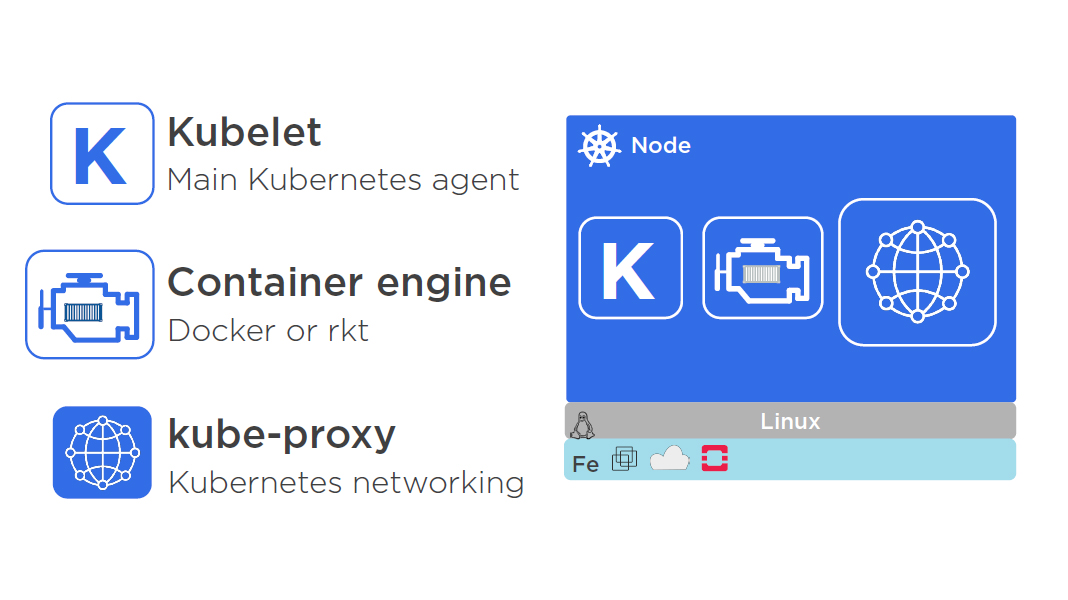 K
Kubelet
Main Kubernetes agent
Container engine
Docker or rkt
kube-proxy
Kubernetes networking
Node
K
Linux
Fe